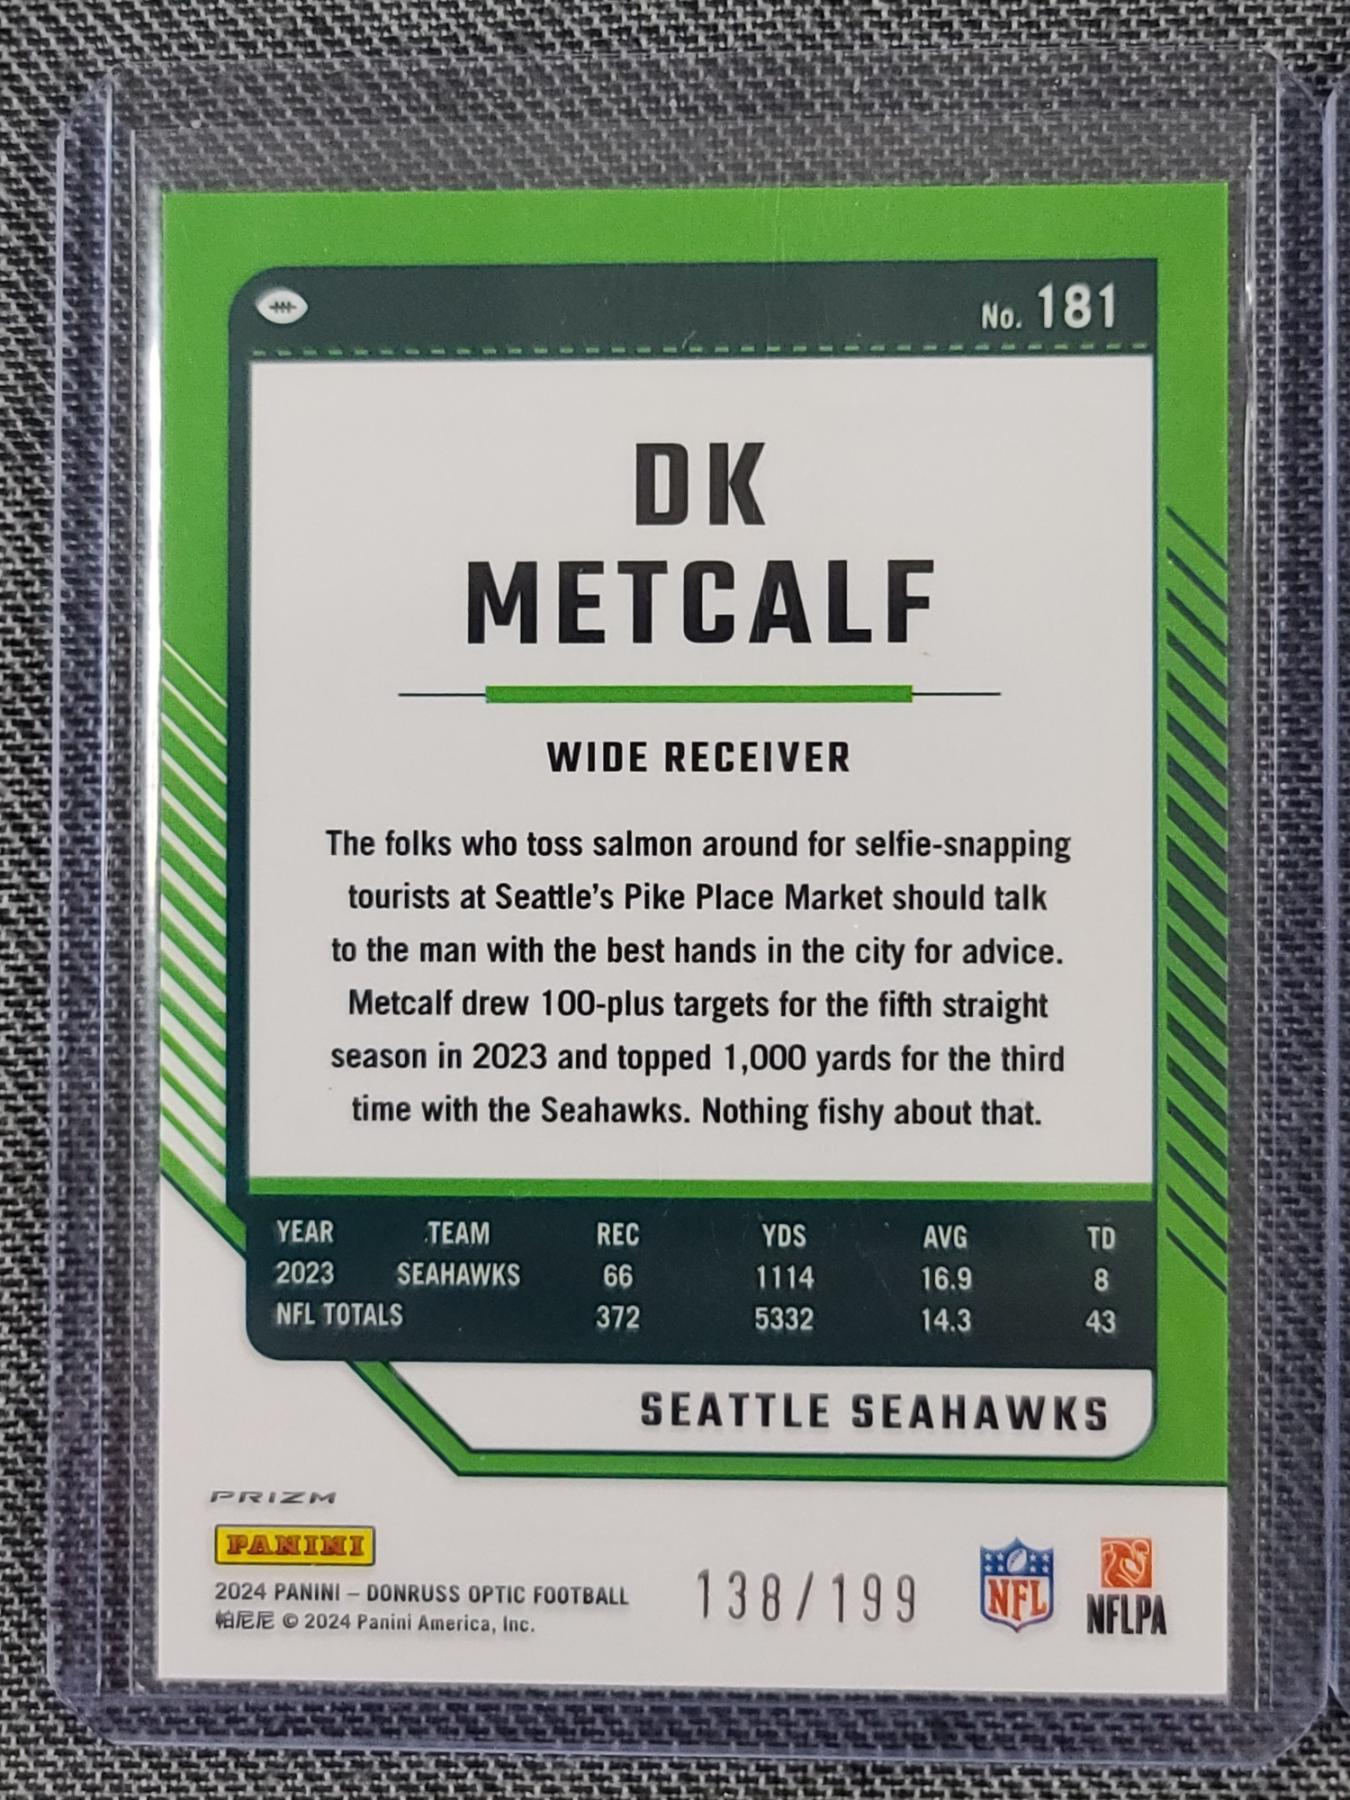 No. 181
DK
METCALF
WIDE RECEIVER
The folks who toss salmon around for selfie-snapping
tourists at Seattle's Pike Place Market should talk
to the man with the best hands in the city for advice.
Metcalf drew 100-plus targets for the fifth straight
season in 2023 and topped 1,000 yards for the third
time with the Seahawks. Nothing fishy about that.
YEAR TEAM REC YDS AVG TD
2023 SEAHAWKS 66 1114 16.9 8
NFL TOTALS 372 5332 14.3 43
SEATTLE SEAHAWKS
PRIZM
PANINI
2024 PANINI – DONRUSS OPTIC FOOTBALL
帕尼尼 © 2024 Panini America, Inc.
138/199
NFL
NFLPA